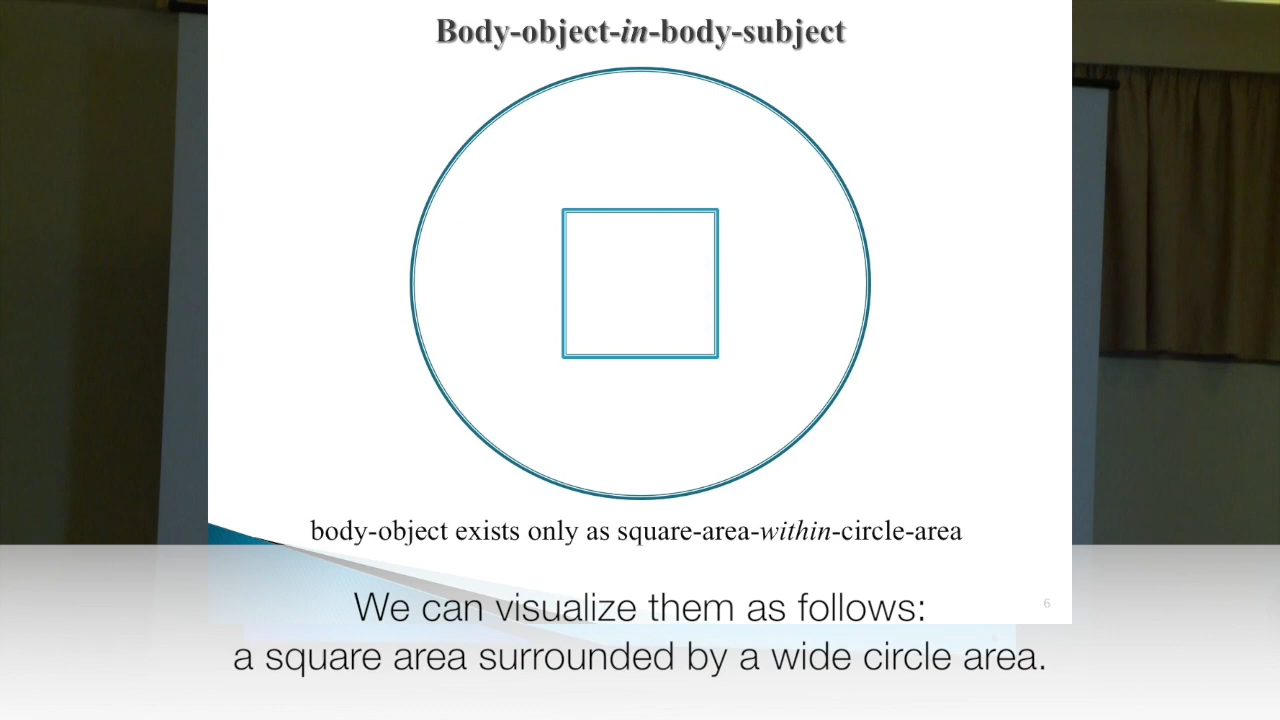 Body-object-in-body-subject
body-object exists only as square-area-within-circle-area
6
We can visualize them as follows:
a square area surrounded by a wide circle area.